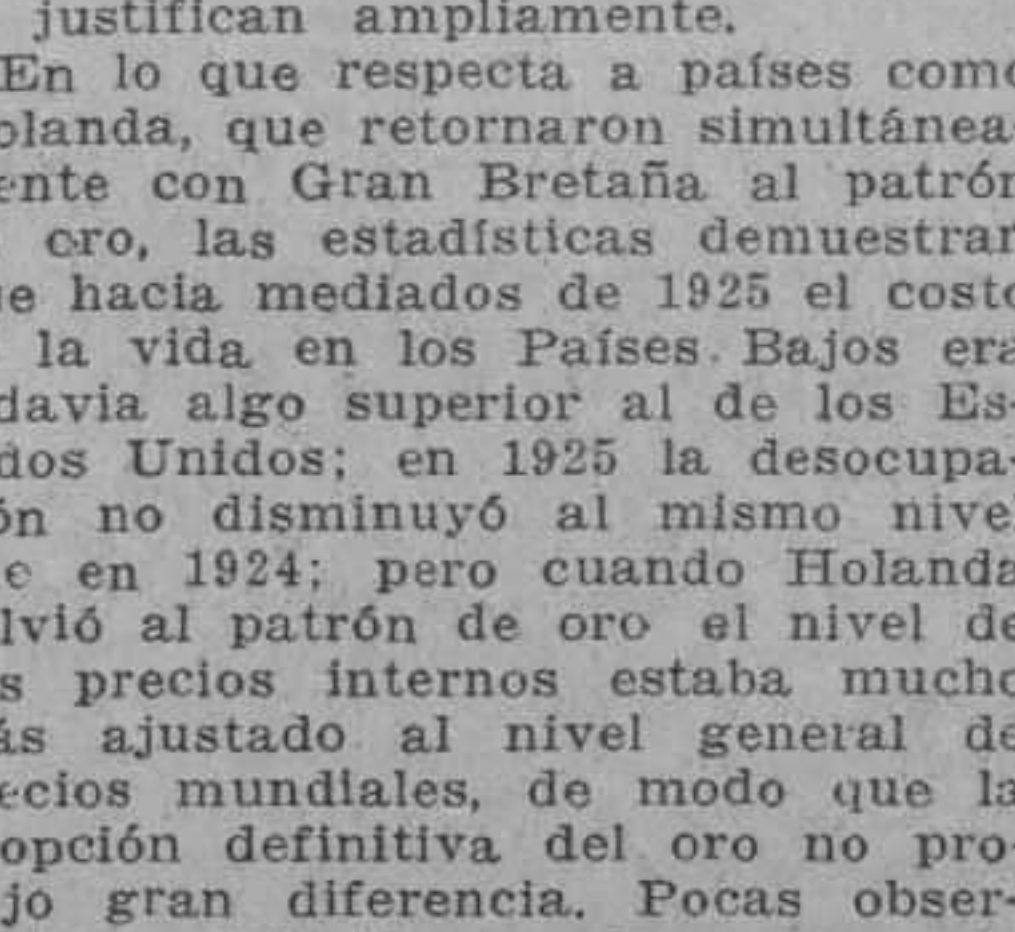 justifican ampliamente.
En lo que respecta a países como
olanda, que retornaron simultánea-
ente con Gran Bretaña al patrón
oro, las estadísticas demuestran
ue hacia mediados de 1925 el costo
la vida en los Países Bajos era
davia algo superior al de los Es-
dos Unidos; en 1925 la desocupa-
ón no disminuyó al mismo nivel
e en 1924; pero cuando Holanda
lvió al patrón de oro el nivel de
s precios internos estaba mucho
ás ajustado al nivel general de
ecios mundiales, de modo que la
opción definitiva del oro no pro-
jo gran diferencia. Pocas obser-